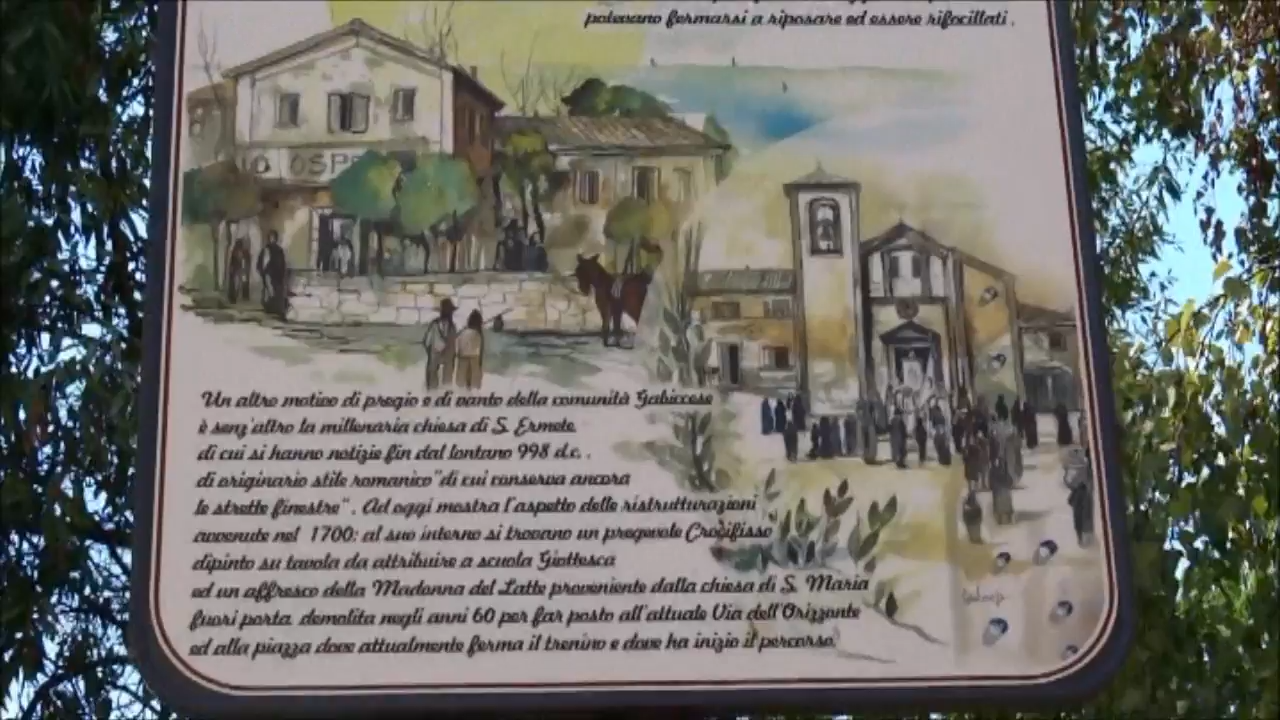 potevano fermarsi a riposare ed essere rifocillati.
IO OSP
Un altro motivo di pregio e di vanto della comunità Gabiccese
è senz'altro la millenaria chiesa di S. Ermete,
di cui si hanno notizie fin dal lontano 998 d.c.,
di originario stile romanico "di cui conserva ancora
le strette finestre". Ad oggi mostra l'aspetto delle ristrutturazioni
avvenute nel 1700; al suo interno si trovano un pregevole Crocifisso
dipinto su tavola da attribuire a scuola Giottesca
ed un affresco della Madonna del Latte proveniente dalla chiesa di S. Maria
fuori porta, demolita negli anni 60 per far posto all'attuale Via dell'Orizzonte
ed alla piazza dove attualmente ferma il trenino e dove ha inizio il percorso.